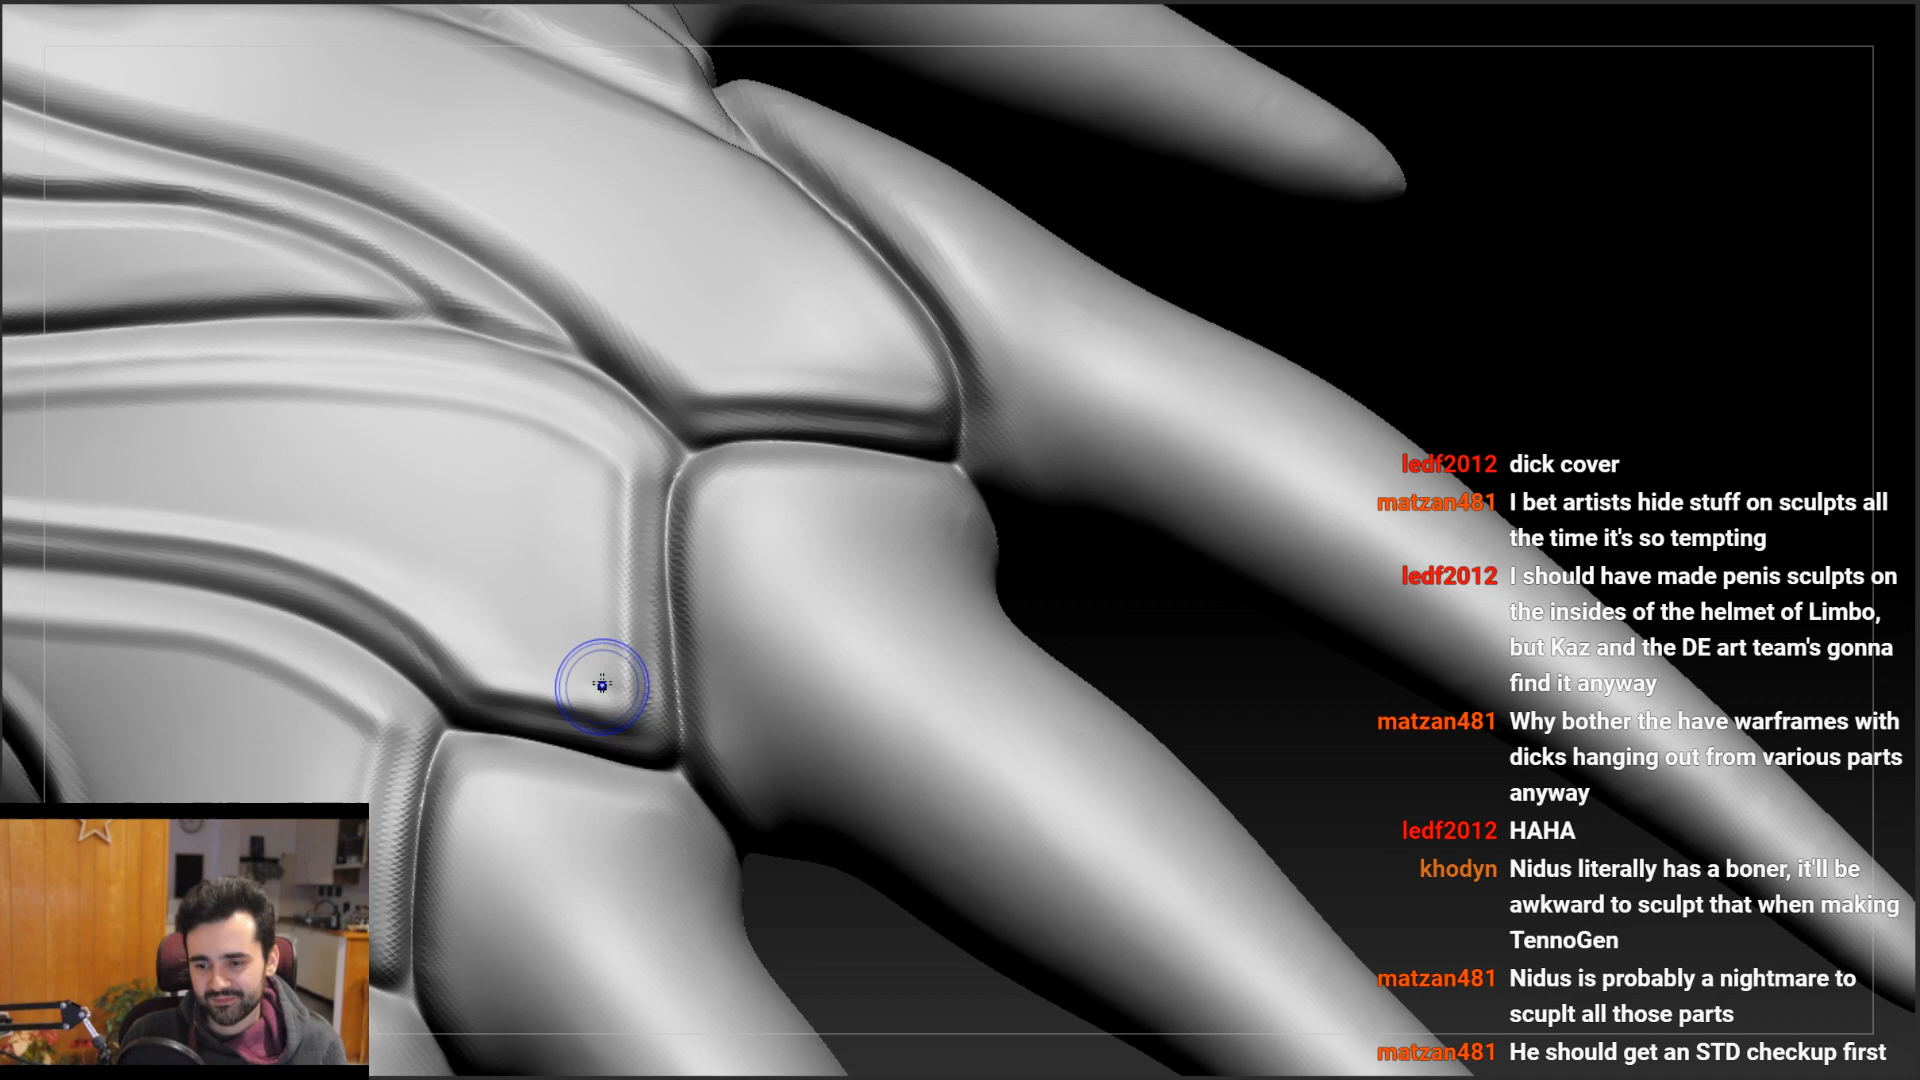 ledf2012 dick cover
matzan481 I bet artists hide stuff on sculpts all
the time it's so tempting
ledf2012 I should have made penis sculpts on
the insides of the helmet of Limbo,
but Kaz and the DE art team's gonna
find it anyway
matzan481 Why bother the have warframes with
dicks hanging out from various parts
anyway
ledf2012 HAHA
khodyn Nidus literally has a boner, it'll be
awkward to sculpt that when making
TennoGen
matzan481 Nidus is probably a nightmare to
scuplt all those parts
matzan481 He should get an STD checkup first